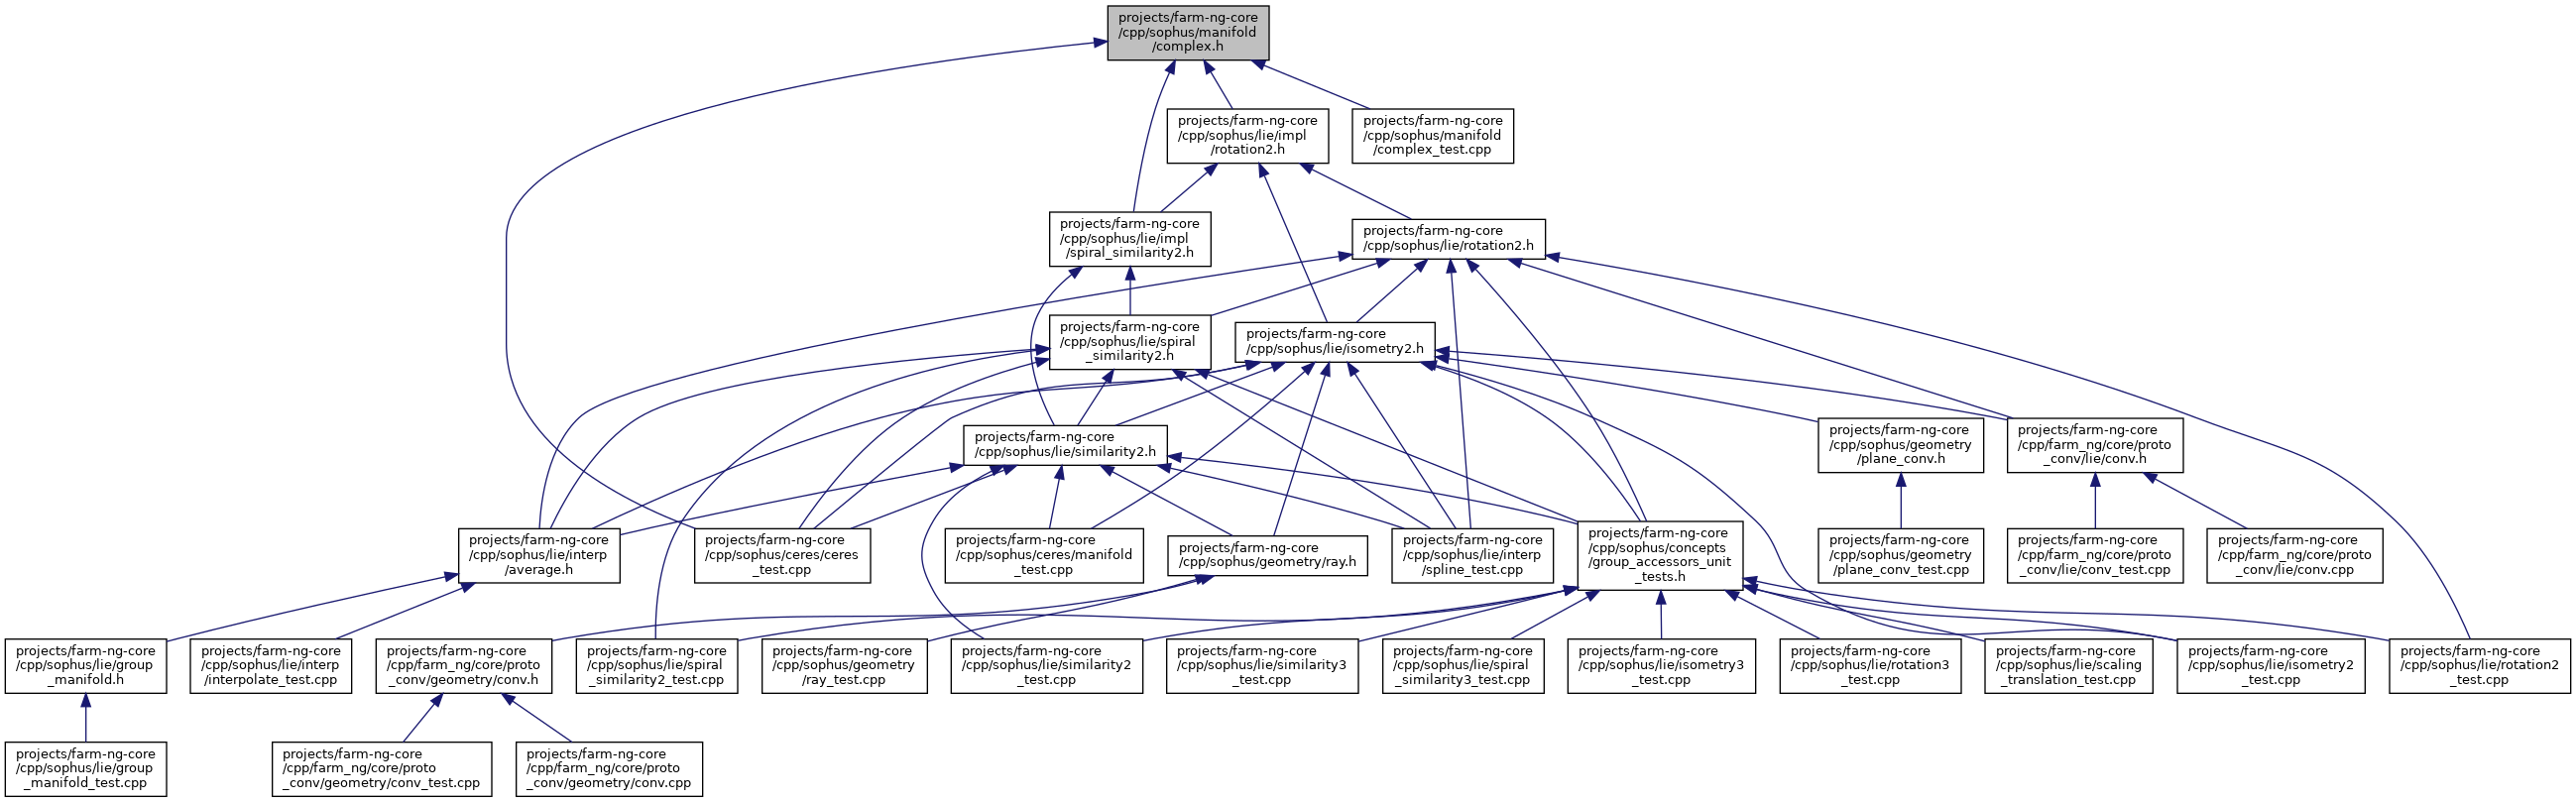 projects/farm-ng-core
/cpp/sophus/manifold
/complex.h
projects/farm-ng-core
/cpp/sophus/lie/impl
/rotation2.h
projects/farm-ng-core
/cpp/sophus/manifold
/complex_test.cpp
projects/farm-ng-core
/cpp/sophus/lie/impl
/spiral_similarity2.h
projects/farm-ng-core
/cpp/sophus/lie/rotation2.h
projects/farm-ng-core
/cpp/sophus/lie/spiral
_similarity2.h
projects/farm-ng-core
/cpp/sophus/lie/isometry2.h
projects/farm-ng-core
/cpp/sophus/lie/similarity2.h
projects/farm-ng-core
/cpp/sophus/geometry
/plane_conv.h
projects/farm-ng-core
/cpp/farm_ng/core/proto
_conv/lie/conv.h
projects/farm-ng-core
/cpp/sophus/lie/interp
/average.h
projects/farm-ng-core
/cpp/sophus/ceres/ceres
_test.cpp
projects/farm-ng-core
/cpp/sophus/ceres/manifold
_test.cpp
projects/farm-ng-core
/cpp/sophus/geometry/ray.h
projects/farm-ng-core
/cpp/sophus/lie/interp
/spline_test.cpp
projects/farm-ng-core
/cpp/sophus/concepts
/group_accessors_unit
_tests.h
projects/farm-ng-core
/cpp/sophus/geometry
/plane_conv_test.cpp
projects/farm-ng-core
/cpp/farm_ng/core/proto
_conv/lie/conv_test.cpp
projects/farm-ng-core
/cpp/farm_ng/core/proto
_conv/lie/conv.cpp
projects/farm-ng-core
/cpp/sophus/lie/group
_manifold.h
projects/farm-ng-core
/cpp/sophus/lie/interp
/interpolate_test.cpp
projects/farm-ng-core
/cpp/farm_ng/core/proto
_conv/geometry/conv.h
projects/farm-ng-core
/cpp/sophus/lie/spiral
_similarity2_test.cpp
projects/farm-ng-core
/cpp/sophus/geometry
/ray_test.cpp
projects/farm-ng-core
/cpp/sophus/lie/similarity2
_test.cpp
projects/farm-ng-core
/cpp/sophus/lie/similarity3
_test.cpp
projects/farm-ng-core
/cpp/sophus/lie/spiral
_similarity3_test.cpp
projects/farm-ng-core
/cpp/sophus/lie/isometry3
_test.cpp
projects/farm-ng-core
/cpp/sophus/lie/rotation3
_test.cpp
projects/farm-ng-core
/cpp/sophus/lie/scaling
_translation_test.cpp
projects/farm-ng-core
/cpp/sophus/lie/isometry2
_test.cpp
projects/farm-ng-core
/cpp/sophus/lie/rotation2
_test.cpp
projects/farm-ng-core
/cpp/sophus/lie/group
_manifold_test.cpp
projects/farm-ng-core
/cpp/farm_ng/core/proto
_conv/geometry/conv_test.cpp
projects/farm-ng-core
/cpp/farm_ng/core/proto
_conv/geometry/conv.cpp